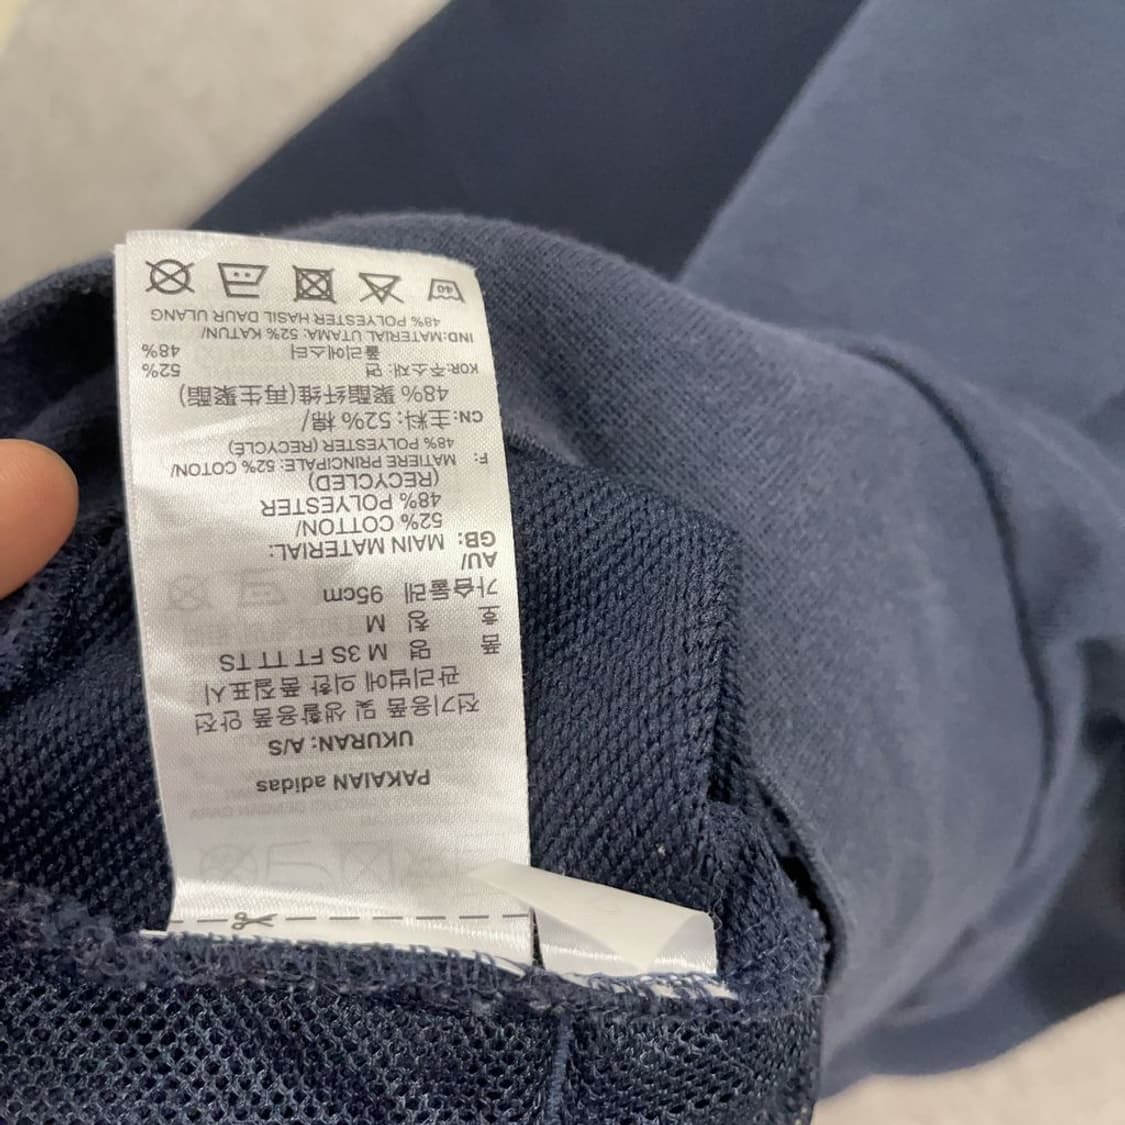 PAKAIAN adidas
UKURAN: A/S
전기용품 및 생활용품 안전
관리법에 의한 품질표시
품 명 M 3S FT TT TS
호 칭 M
가슴둘레 95cm
AU/
GB: MAIN MATERIAL:
52% COTTON/
48% POLYESTER
(RECYCLED)
F: MATIERE PRINCIPALE: 52% COTON/
48% POLYESTER (RECYCLÉ)
CN:主料: 52% 棉/
48% 聚酯纤维(再生聚酯)
KOR:주소재: 면 52%
폴리에스터 48%
IND:MATERIAL UTAMA: 52% KATUN/
48% POLYESTER HASIL DAUR ULANG
40